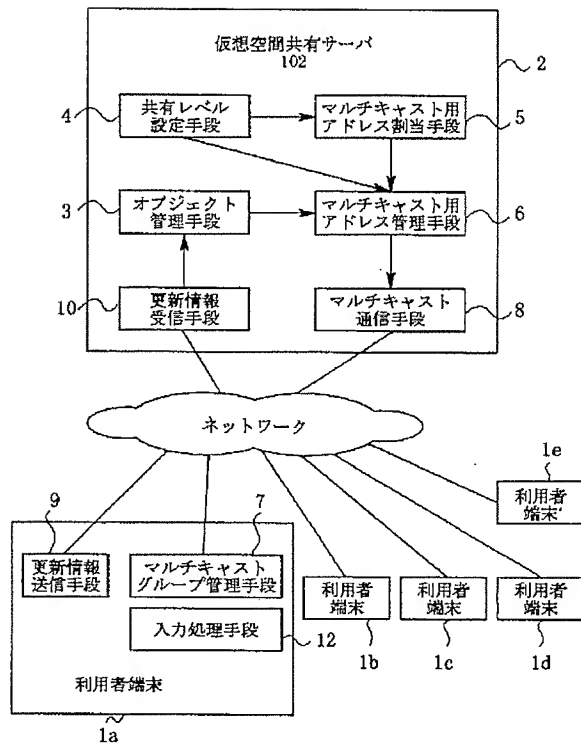 仮想空間共有サーバ
102
2
4
共有レベル
設定手段
マルチキャスト用
アドレス割当手段
5
3
オブジェクト
管理手段
マルチキャスト用
アドレス管理手段
6
10
更新情報
受信手段
マルチキャスト
通信手段
8
ネットワーク
1e
利用者
端末
9
更新情報
送信手段
7
マルチキャスト
グループ管理手段
入力処理手段
12
利用者端末
1a
利用者
端末
1b
利用者
端末
1c
利用者
端末
1d